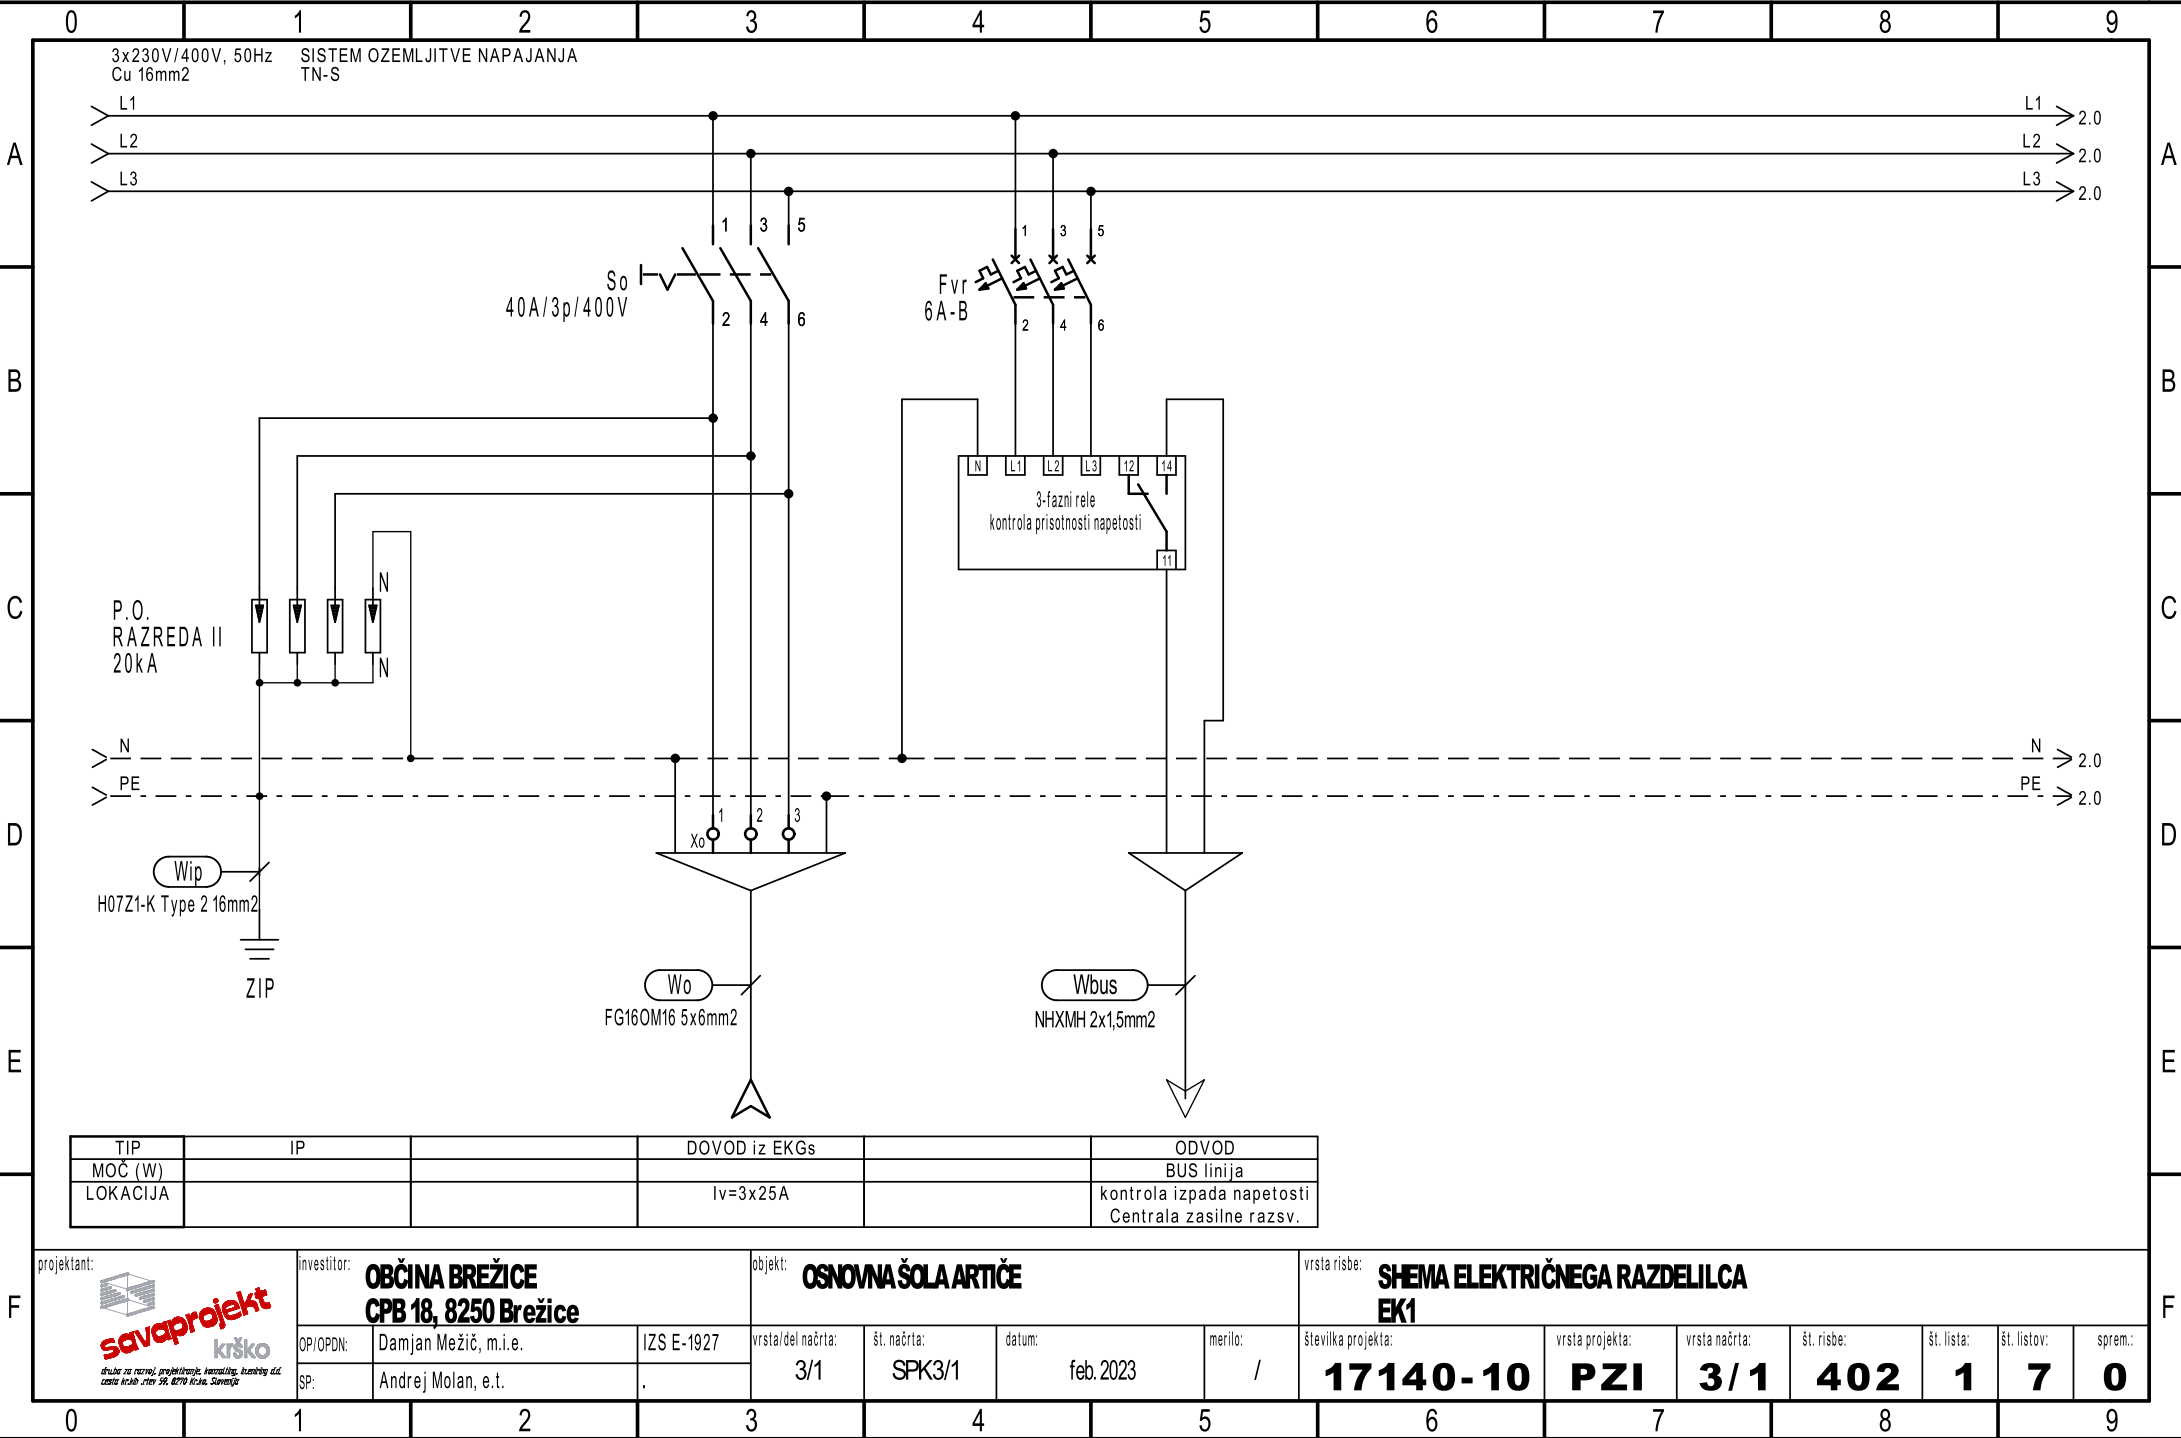 0 1 2 3 4 5 6 7 8 9
3x230V/400V, 50Hz SISTEM OZEMLJITVE NAPAJANJA
Cu 16mm2 TN-S
L1 L1 2.0
L2 L2 2.0
A A
L3 L3 2.0
1 3 5 1 3 5
So Fvr
40A/3p/400V 6A-B
2 4 6 2 4 6
B B
N L1 L2 L3 12 14
3-fazni rele
kontrola prisotnosti napetosti
11
N
C C
P.O.
RAZREDA II
20kA
N
N N 2.0
PE PE 2.0
1 2 3
D Xo D
Wip
H07Z1-K Type 2 16mm2
ZIP
Wo Wbus
FG16OM16 5x6mm2 NHXMH 2x1,5mm2
E E
TIP IP DOVOD iz EKGs ODVOD
MOČ (W) BUS linija
LOKACIJA Iv=3x25A kontrola izpada napetosti
Centrala zasilne razsv.
projektant: investitor: OBČINA BREŽICE objekt: OSNOVNA ŠOLA ARTIČE vrsta risbe: SHEMA ELEKTRIČNEGA RAZDELILCA
F CPB 18, 8250 Brežice EK1 F
savaprojekt
krško
OP/OPDN: Damjan Mežič, m.i.e. IZS E-1927 vrsta/del načrta: št. načrta: datum: merilo: številka projekta: vrsta projekta: vrsta načrta: št. risbe: št. lista: št. listov: sprem.:
3/1 SPK3/1 feb. 2023 / 17140-10 PZI 3/1 402 1 7 0
SP: Andrej Molan, e.t. .
0 1 2 3 4 5 6 7 8 9